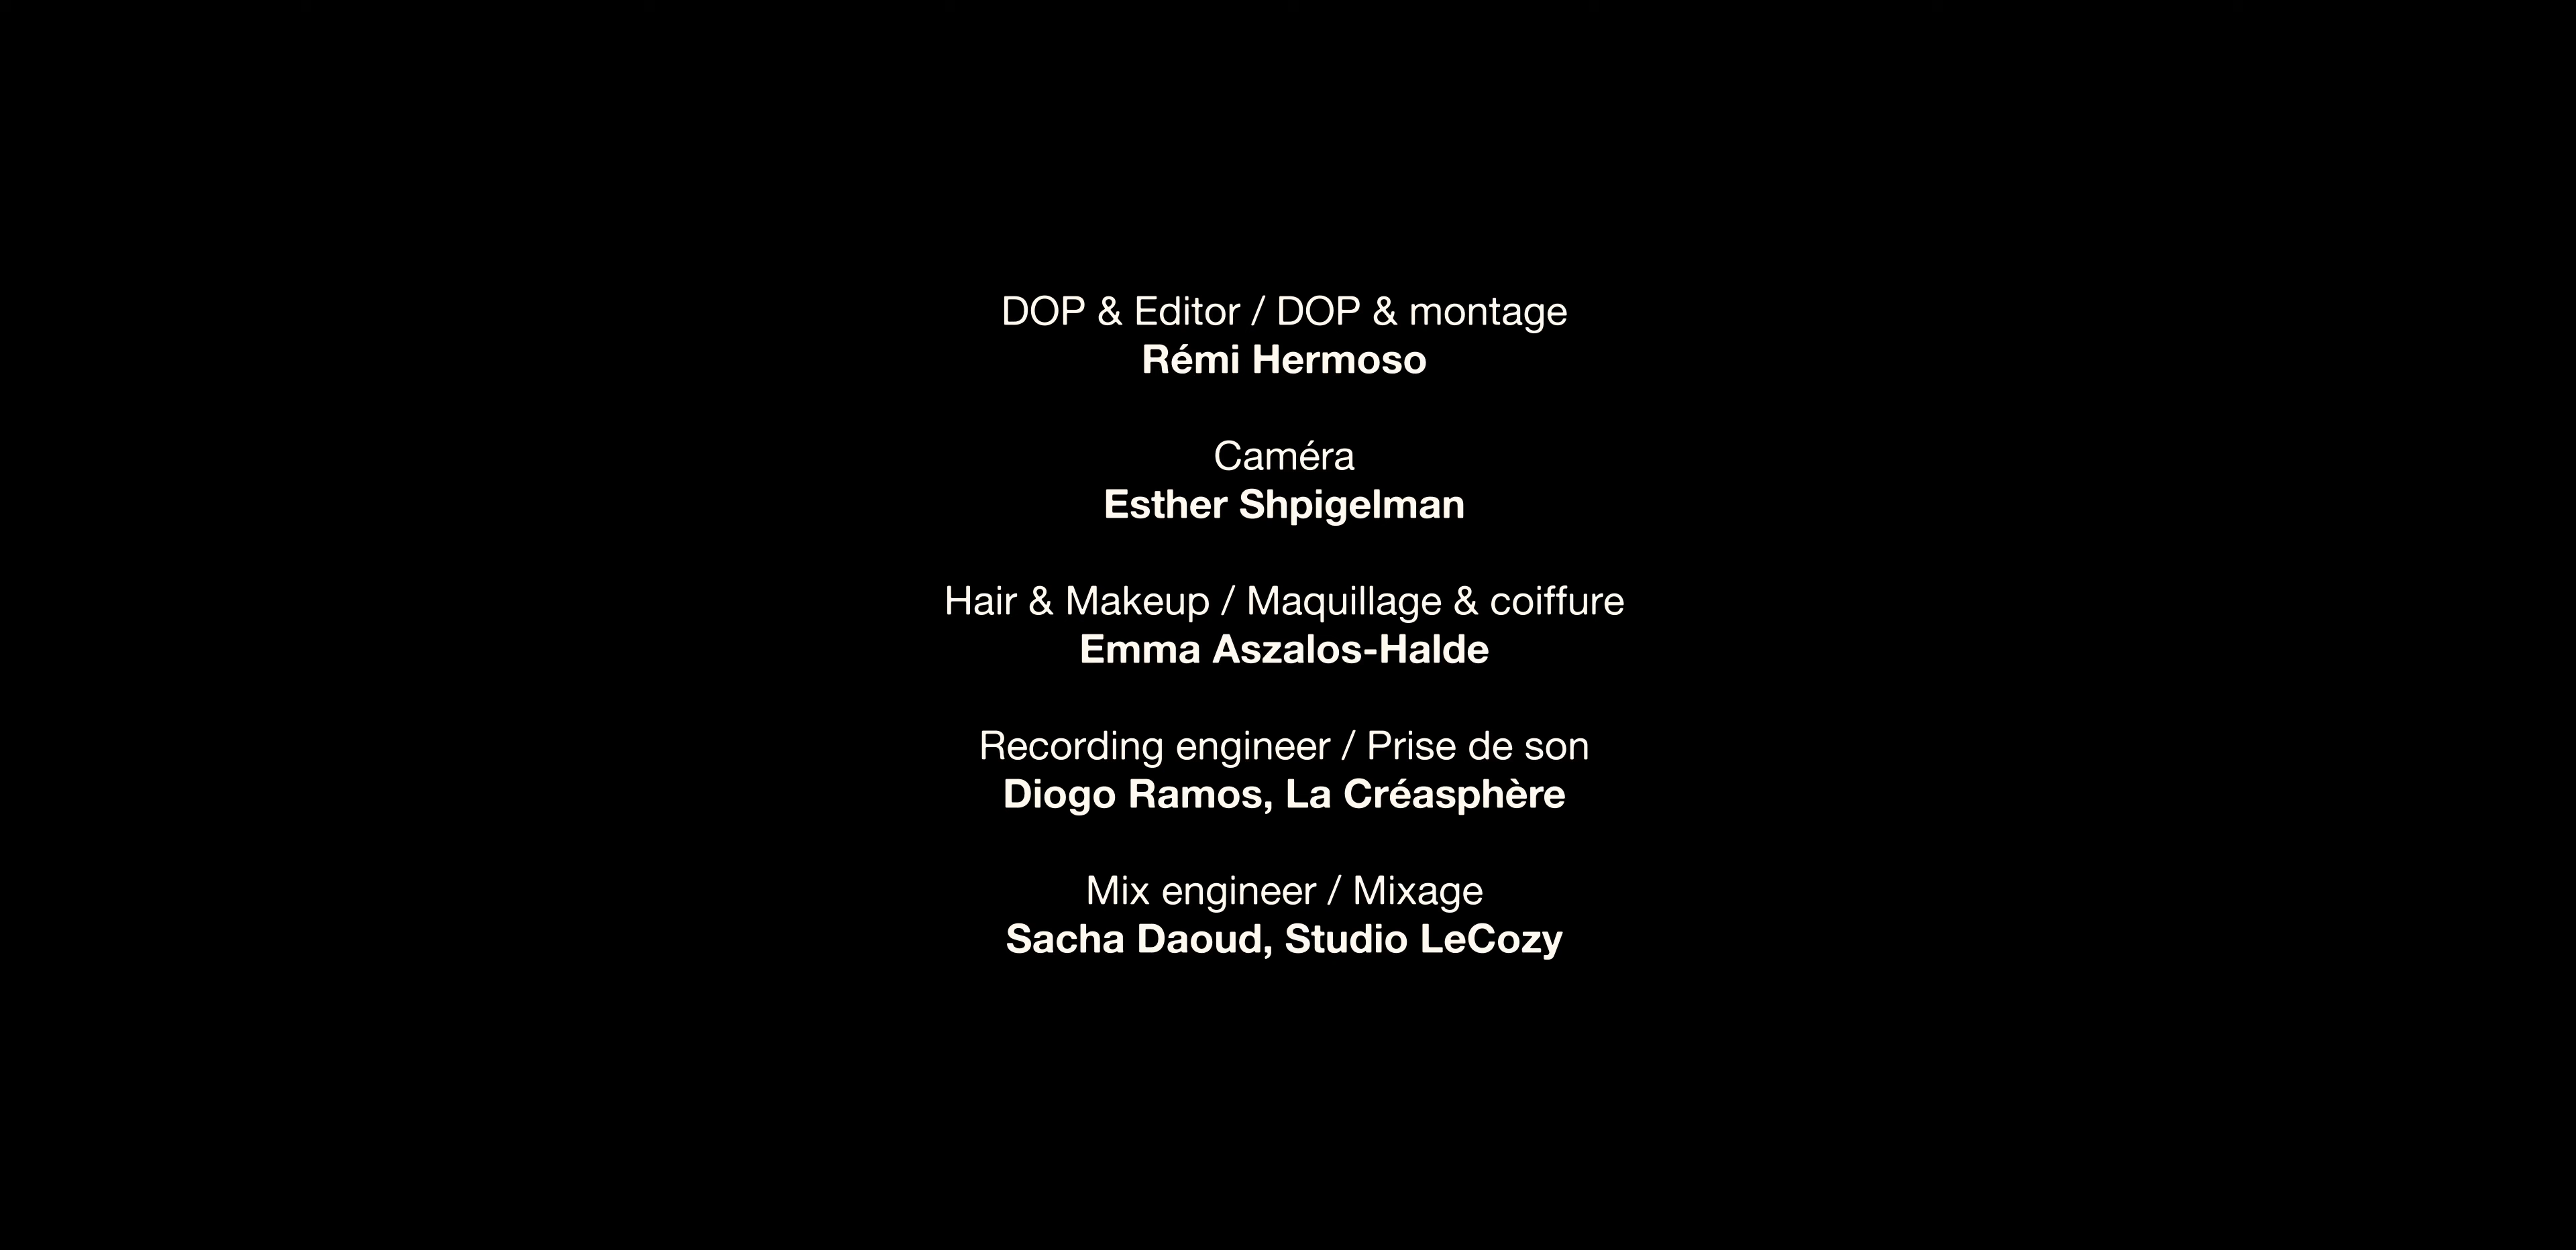 DOP & Editor / DOP & montage
Rémi Hermoso
Caméra
Esther Shpigelman
Hair & Makeup / Maquillage & coiffure
Emma Aszalos-Halde
Recording engineer / Prise de son
Diogo Ramos, La Créasphère
Mix engineer / Mixage
Sacha Daoud, Studio LeCozy